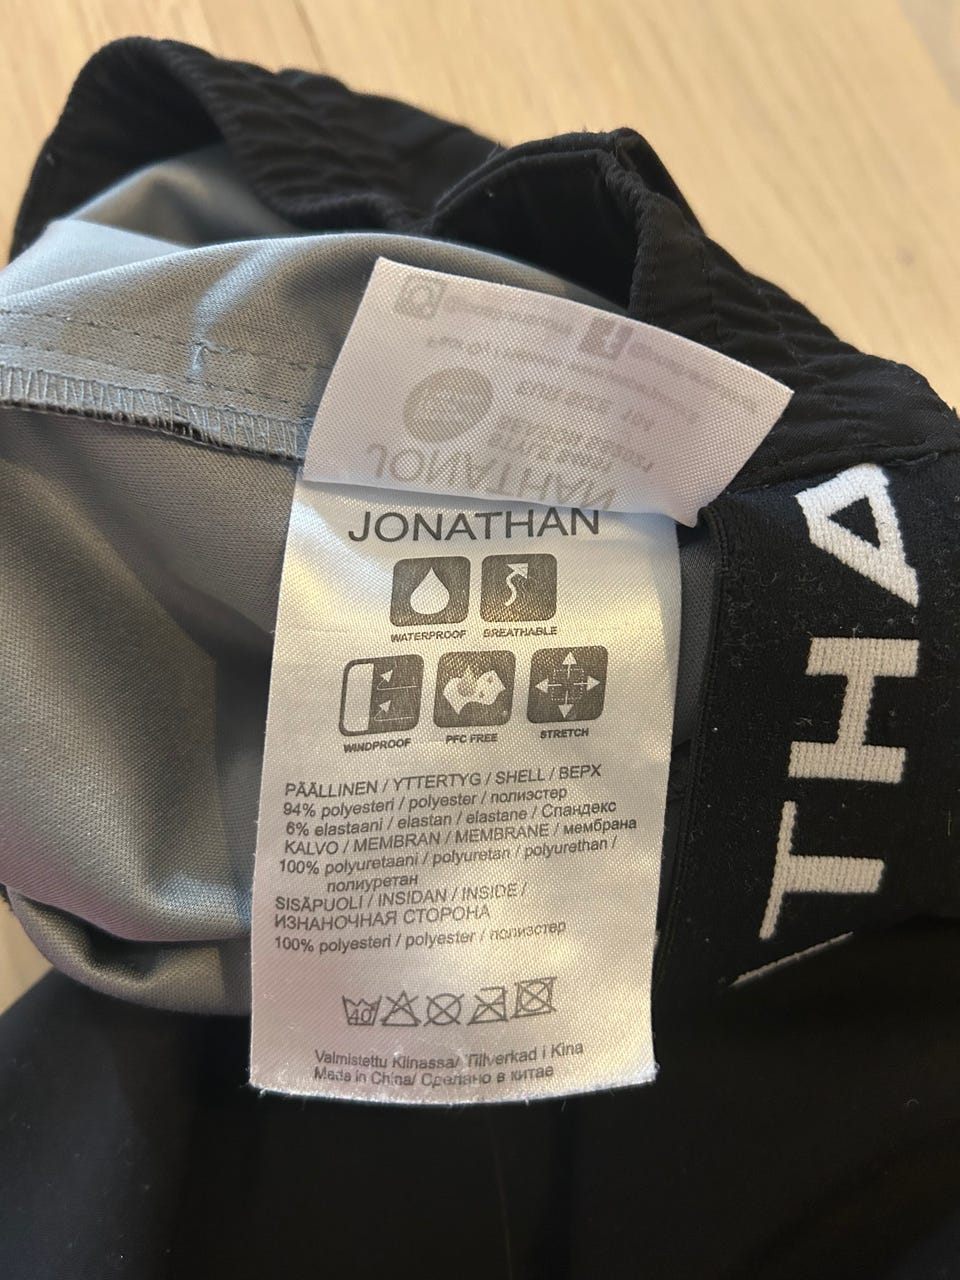 JONATHAN
JONATHAN
WATERPROOF
BREATHABLE
WINDPROOF
PFC FREE
STRETCH
PÄÄLLINEN / YTTERTYG / SHELL / ВЕРХ
94% polyesteri / polyester / полиэстер
6% elastaani / elastan / elastane / Спандекс
KALVO / MEMBRAN / MEMBRANE / мембрана
100% polyuretaani / polyuretan / polyurethan /
полиуретан
SISÄPUOLI / INSIDAN / INSIDE /
ИЗНАНОЧНАЯ СТОРОНА
100% polyesteri / polyester / полиэстер
40
Valmistettu Kiinassa/ Tillverkad i Kina
Made in China/ Сделано в китае
THA